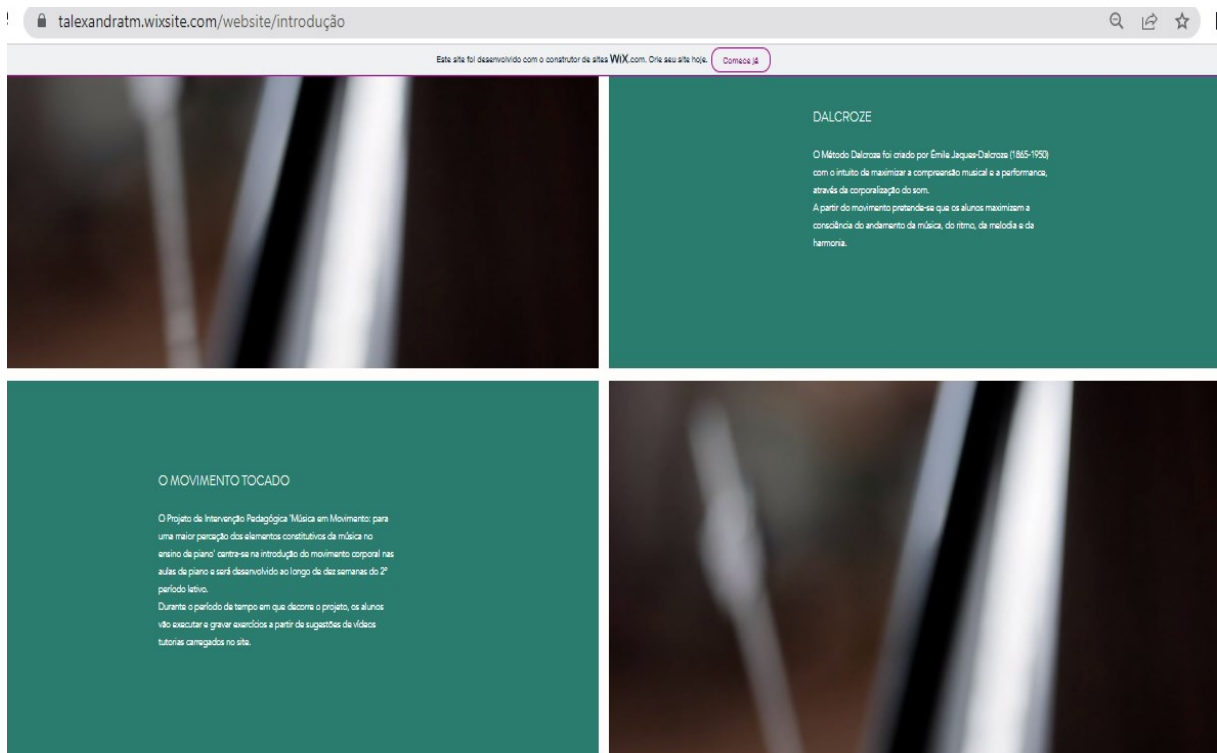 talexandratm.wixsite.com/website/introdução
Este site foi desenvolvido com o construtor de sites WiX.com. Crie seu site hoje. Comece já
DALCROZE
O Método Dalcroze foi criado por Émile Jaques-Dalcroze (1865-1950)
com o intuito de maximizar a compreensão musical e a performance,
através da corporalização do som.
A partir do movimento pretende-se que os alunos maximizem a
consciência do andamento da música, do ritmo, da melodia e da
harmonia.
O MOVIMENTO TOCADO
O Projeto de Intervenção Pedagógica 'Música em Movimento: para
uma maior perceção dos elementos constitutivos da música no
ensino de piano' centra-se na introdução do movimento corporal nas
aulas de piano e será desenvolvido ao longo de dez semanas do 2º
período letivo.
Durante o período de tempo em que decorre o projeto, os alunos
vão executar e gravar exercícios a partir de sugestões de vídeos
tutorias carregados no site.